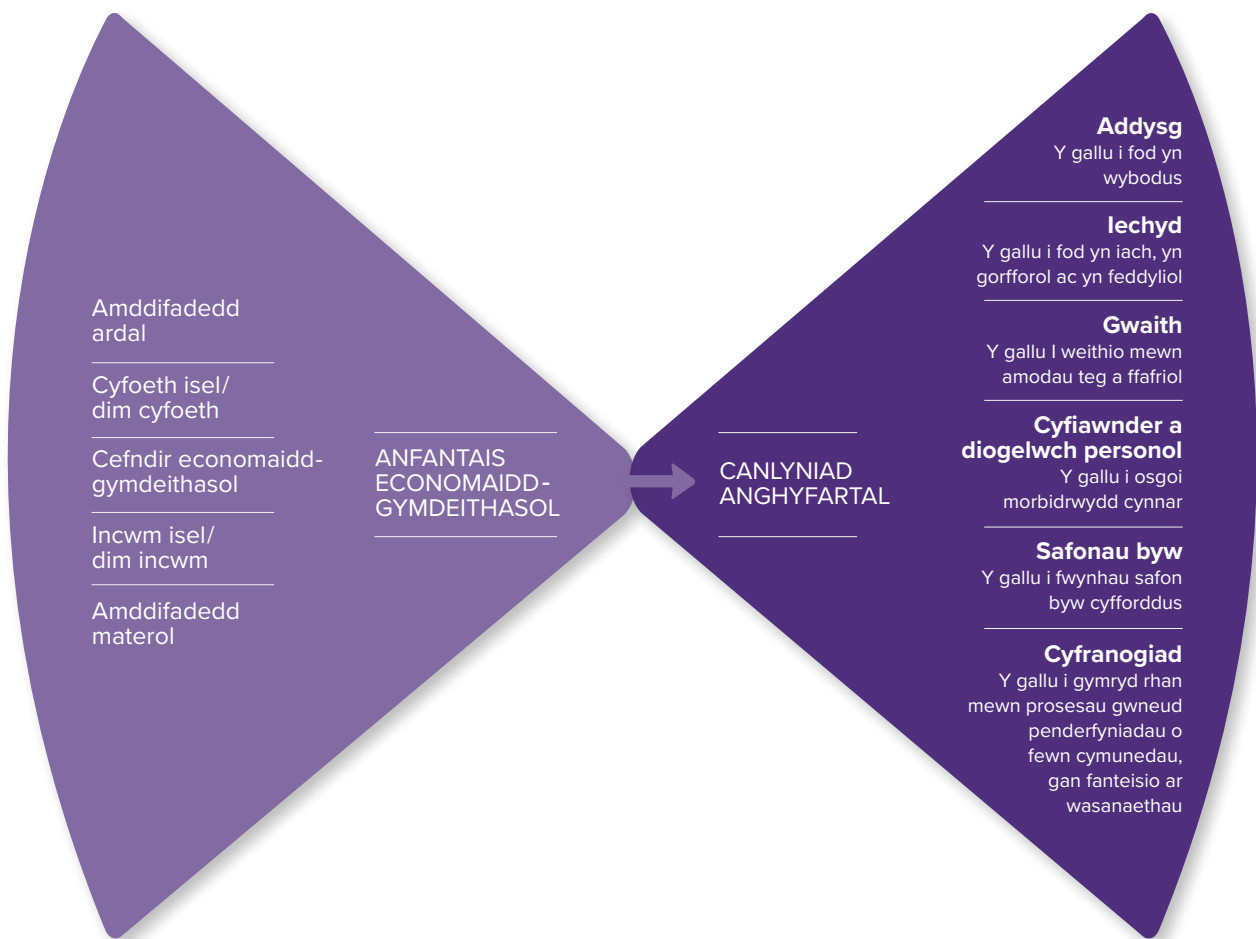 Amddifadedd
ardal
Cyfoeth isel/
dim cyfoeth
Cefndir economaidd-
gymdeithasol
Incwm isel/
dim incwm
Amddifadedd
materol
ANFANTAIS
ECONOMAIDD-
GYMDEITHASOL
CANLYNIAD
ANGHYFARTAL
Addysg
Y gallu i fod yn
wybodus
Iechyd
Y gallu i fod yn iach, yn
gorfforol ac yn feddyliol
Gwaith
Y gallu I weithio mewn
amodau teg a ffafriol
Cyfiawnder a
diogelwch personol
Y gallu i osgoi
morbidrwydd cynnar
Safonau byw
Y gallu i fwynhau safon
byw cyfforddus
Cyfranogiad
Y gallu i gymryd rhan
mewn prosesau gwneud
penderfyniadau o
fewn cymunedau,
gan fanteisio ar
wasanaethau